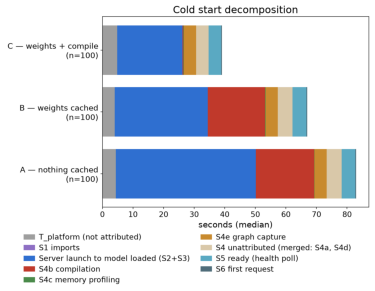 Cold start decomposition
C — weights + compile
(n=100)
B — weights cached
(n=100)
A — nothing cached
(n=100)
0 10 20 30 40 50 60 70 80
seconds (median)
T_platform (not attributed)
S1 imports
Server launch to model loaded (S2+S3)
S4b compilation
S4c memory profiling
S4e graph capture
S4 unattributed (merged: S4a, S4d)
S5 ready (health poll)
S6 first request